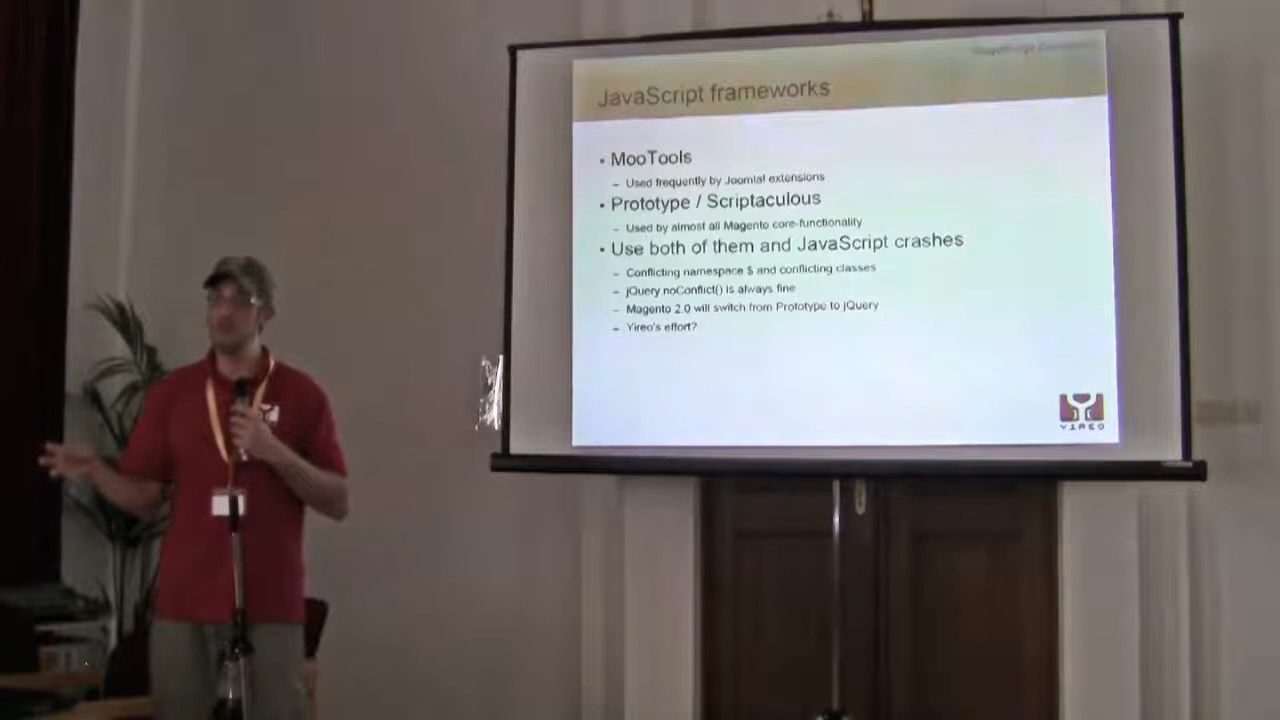 JavaScript frameworks
• MooTools
– Used frequently by Joomla! extensions
• Prototype / Scriptaculous
– Used by almost all Magento core-functionality
• Use both of them and JavaScript crashes
– Conflicting namespace $ and conflicting classes
– jQuery noConflict() is always fine
– Magento 2.0 will switch from Prototype to jQuery
– Yireo's effort?
YIREO